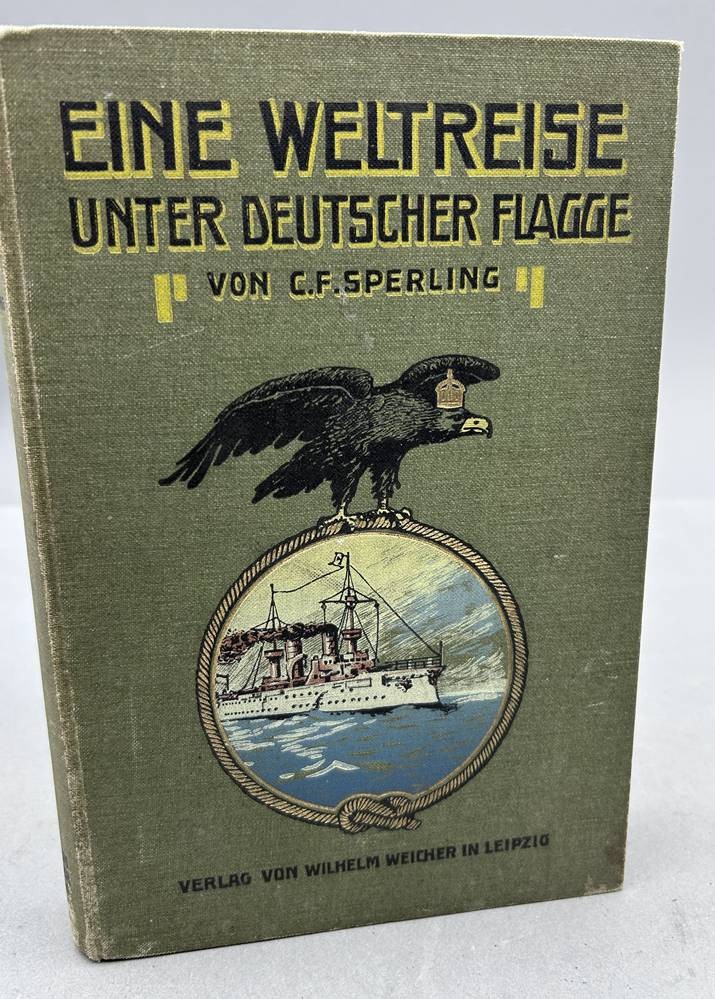 EINE WELTREISE
UNTER DEUTSCHER FLAGGE
VON C.F. SPERLING
VERLAG VON WILHELM WEICHER IN LEIPZIG